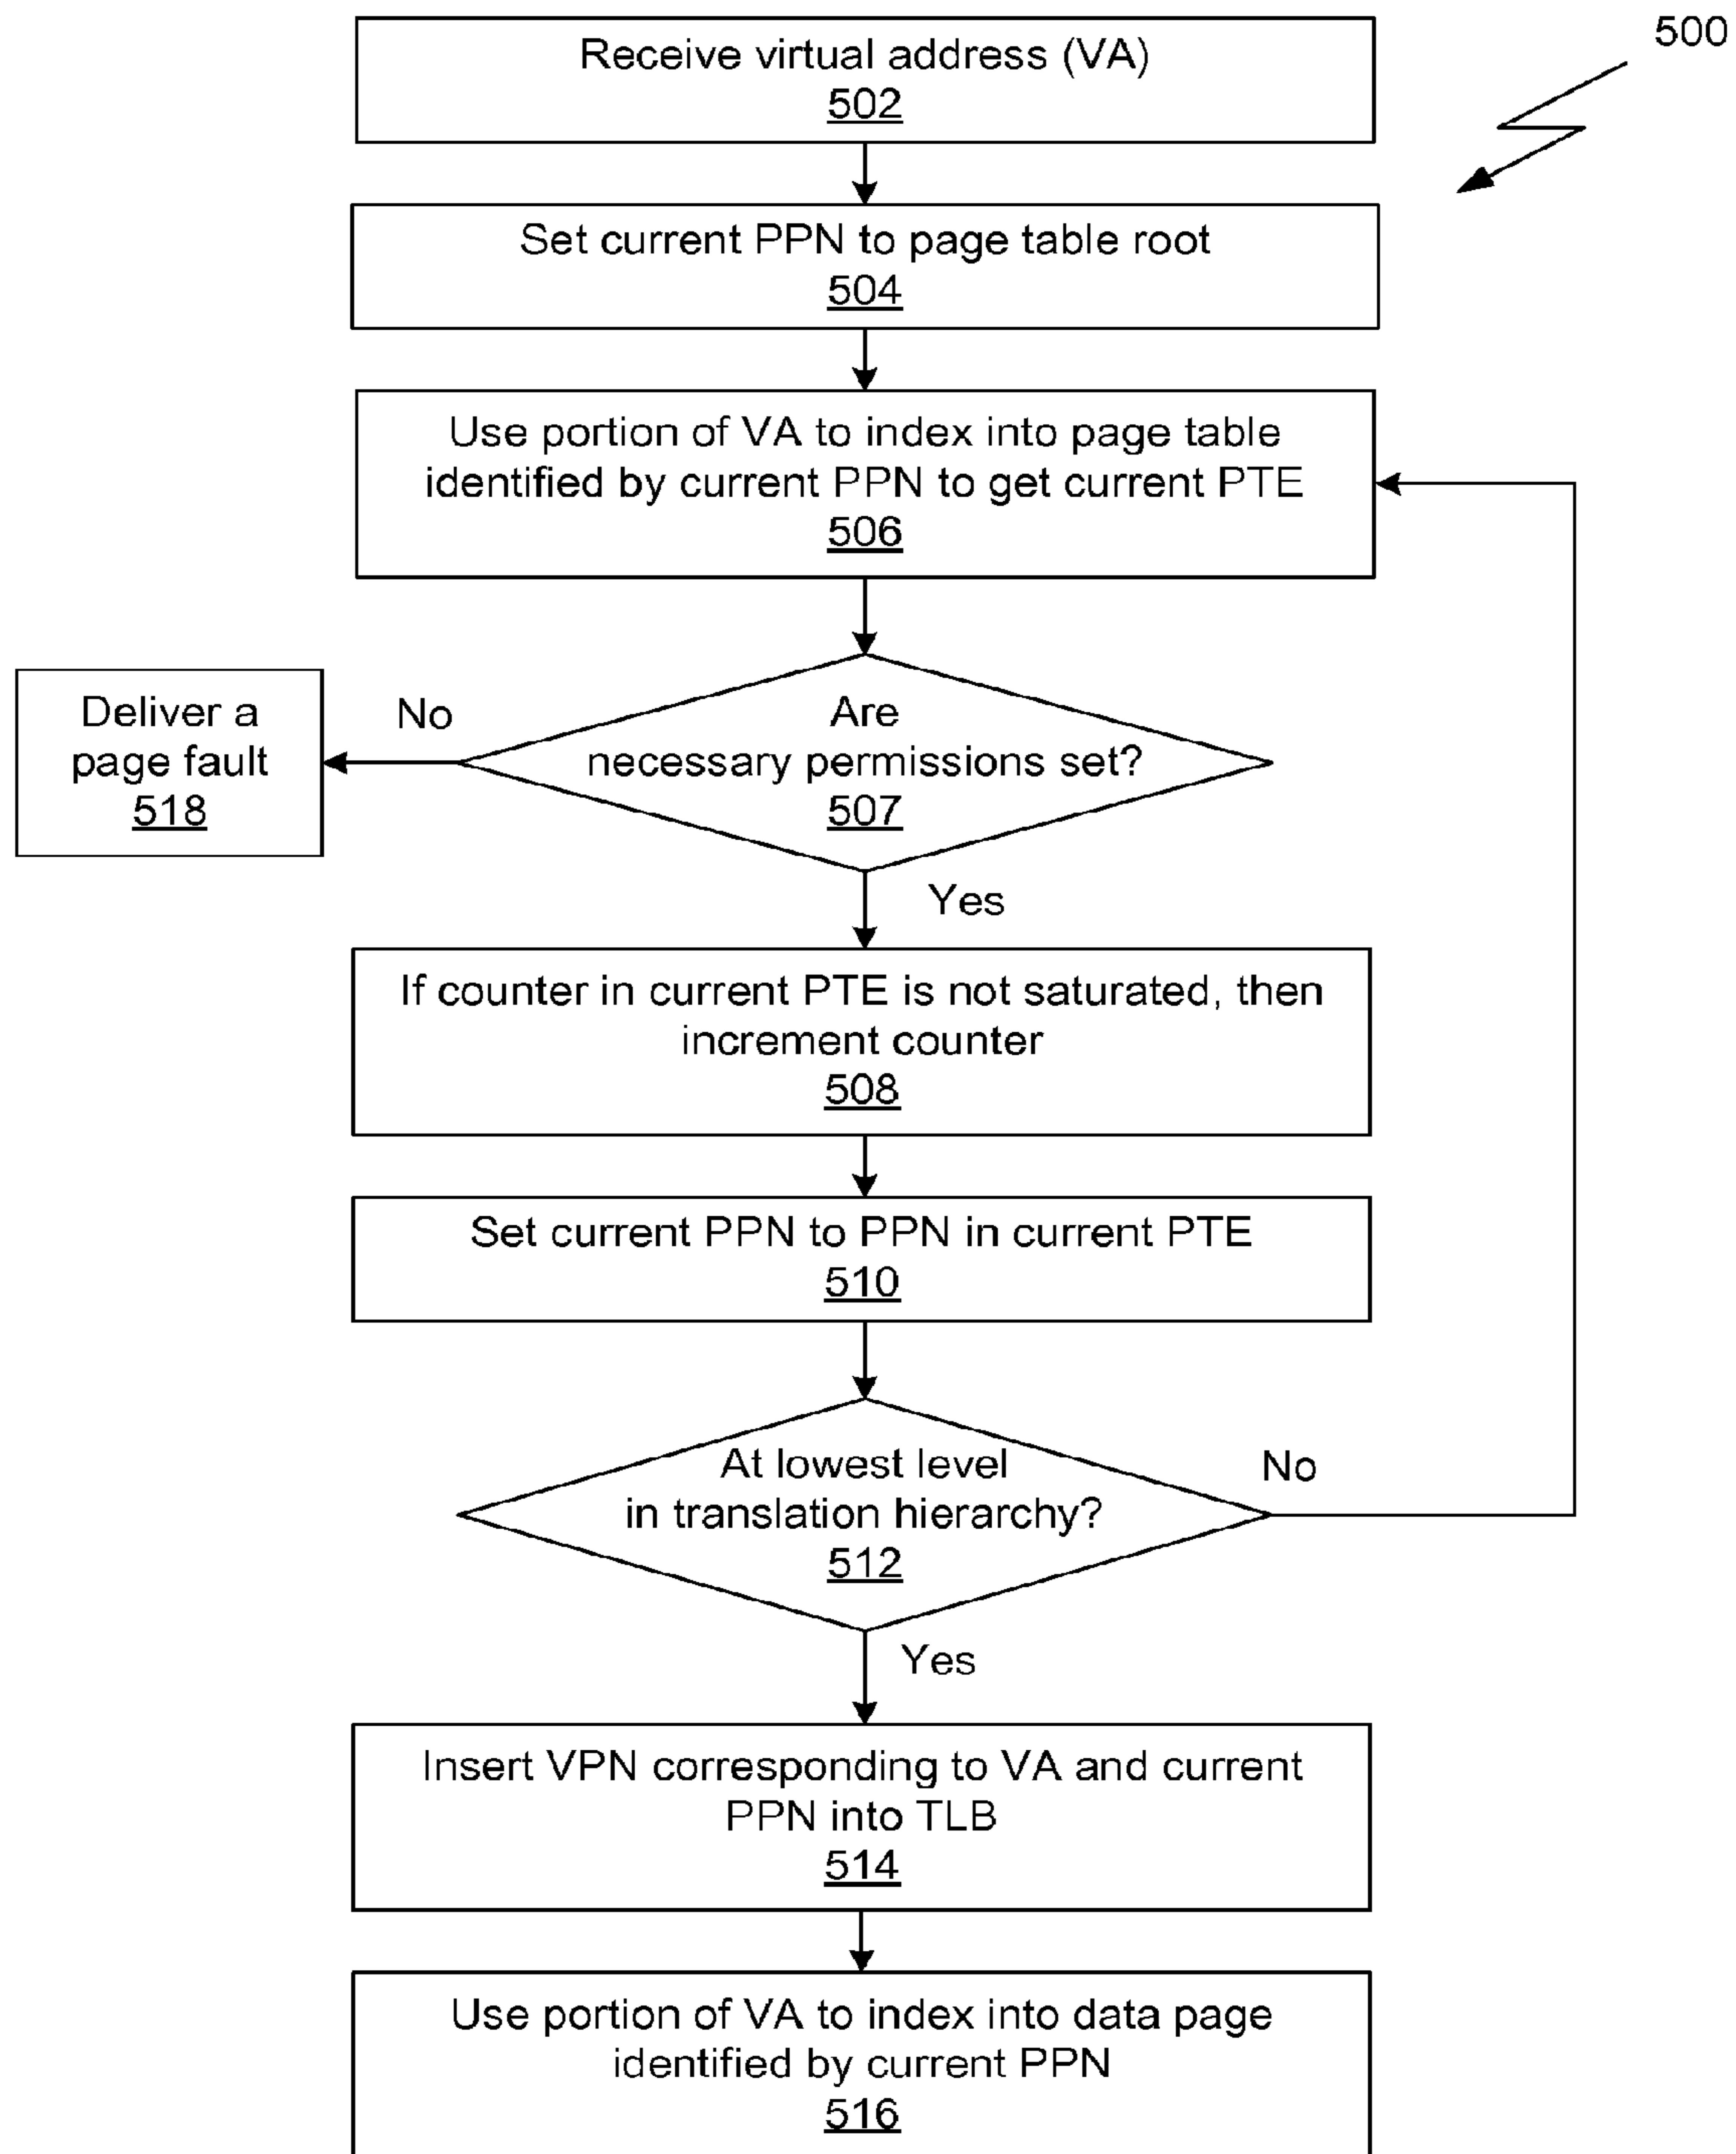 500
Receive virtual address (VA)
502
Set current PPN to page table root
504
Use portion of VA to index into page table
identified by current PPN to get current PTE
506
Are
necessary permissions set?
507
No
Deliver a
page fault
518
Yes
If counter in current PTE is not saturated, then
increment counter
508
Set current PPN to PPN in current PTE
510
At lowest level
in translation hierarchy?
512
No
Yes
Insert VPN corresponding to VA and current
PPN into TLB
514
Use portion of VA to index into data page
identified by current PPN
516